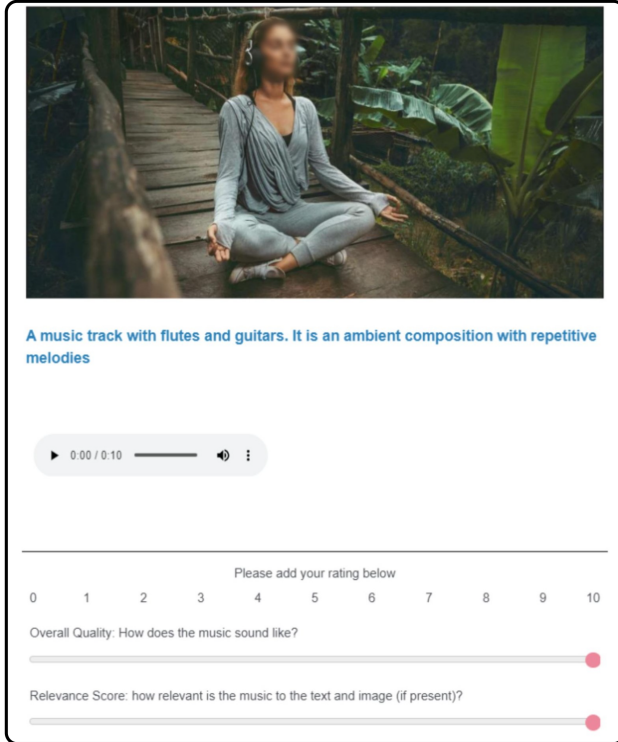 A music track with flutes and guitars. It is an ambient composition with repetitive
melodies
0:00 / 0:10
Please add your rating below
0 1 2 3 4 5 6 7 8 9 10
Overall Quality: How does the music sound like?
Relevance Score: how relevant is the music to the text and image (if present)?